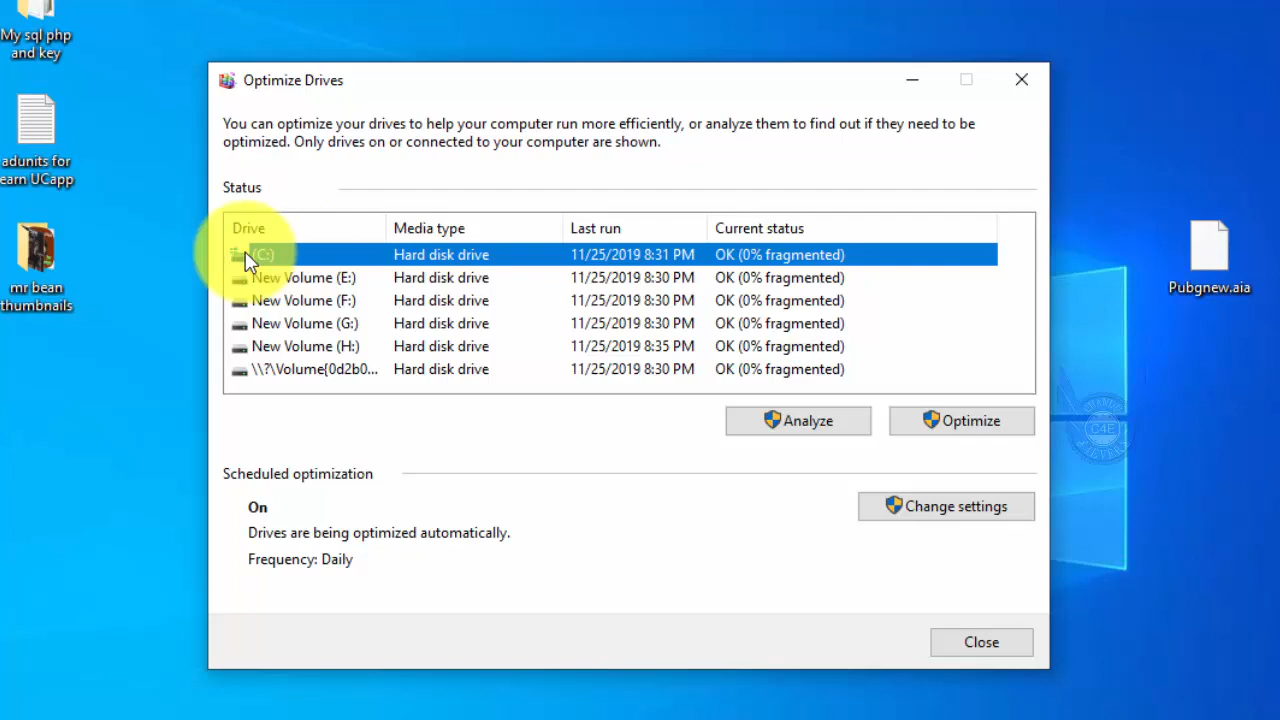 My sql php
and key
adunits for
earn UCapp
mr bean
thumbnails
Pubgnew.aia
Optimize Drives
You can optimize your drives to help your computer run more efficiently, or analyze them to find out if they need to be
optimized. Only drives on or connected to your computer are shown.
Status
Drive Media type Last run Current status
(C:) Hard disk drive 11/25/2019 8:31 PM OK (0% fragmented)
New Volume (E:) Hard disk drive 11/25/2019 8:30 PM OK (0% fragmented)
New Volume (F:) Hard disk drive 11/25/2019 8:30 PM OK (0% fragmented)
New Volume (G:) Hard disk drive 11/25/2019 8:30 PM OK (0% fragmented)
New Volume (H:) Hard disk drive 11/25/2019 8:35 PM OK (0% fragmented)
\\?\Volume{0d2b0... Hard disk drive 11/25/2019 8:30 PM OK (0% fragmented)
Analyze Optimize
Scheduled optimization
On
Change settings
Drives are being optimized automatically.
Frequency: Daily
Close
C4E